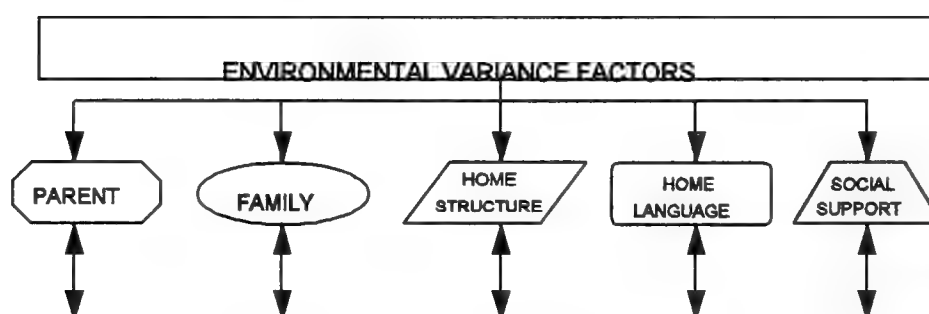 ENVIRONMENTAL VARIANCE FACTORS
PARENT
FAMILY
HOME
STRUCTURE
HOME
LANGUAGE
SOCIAL
SUPPORT